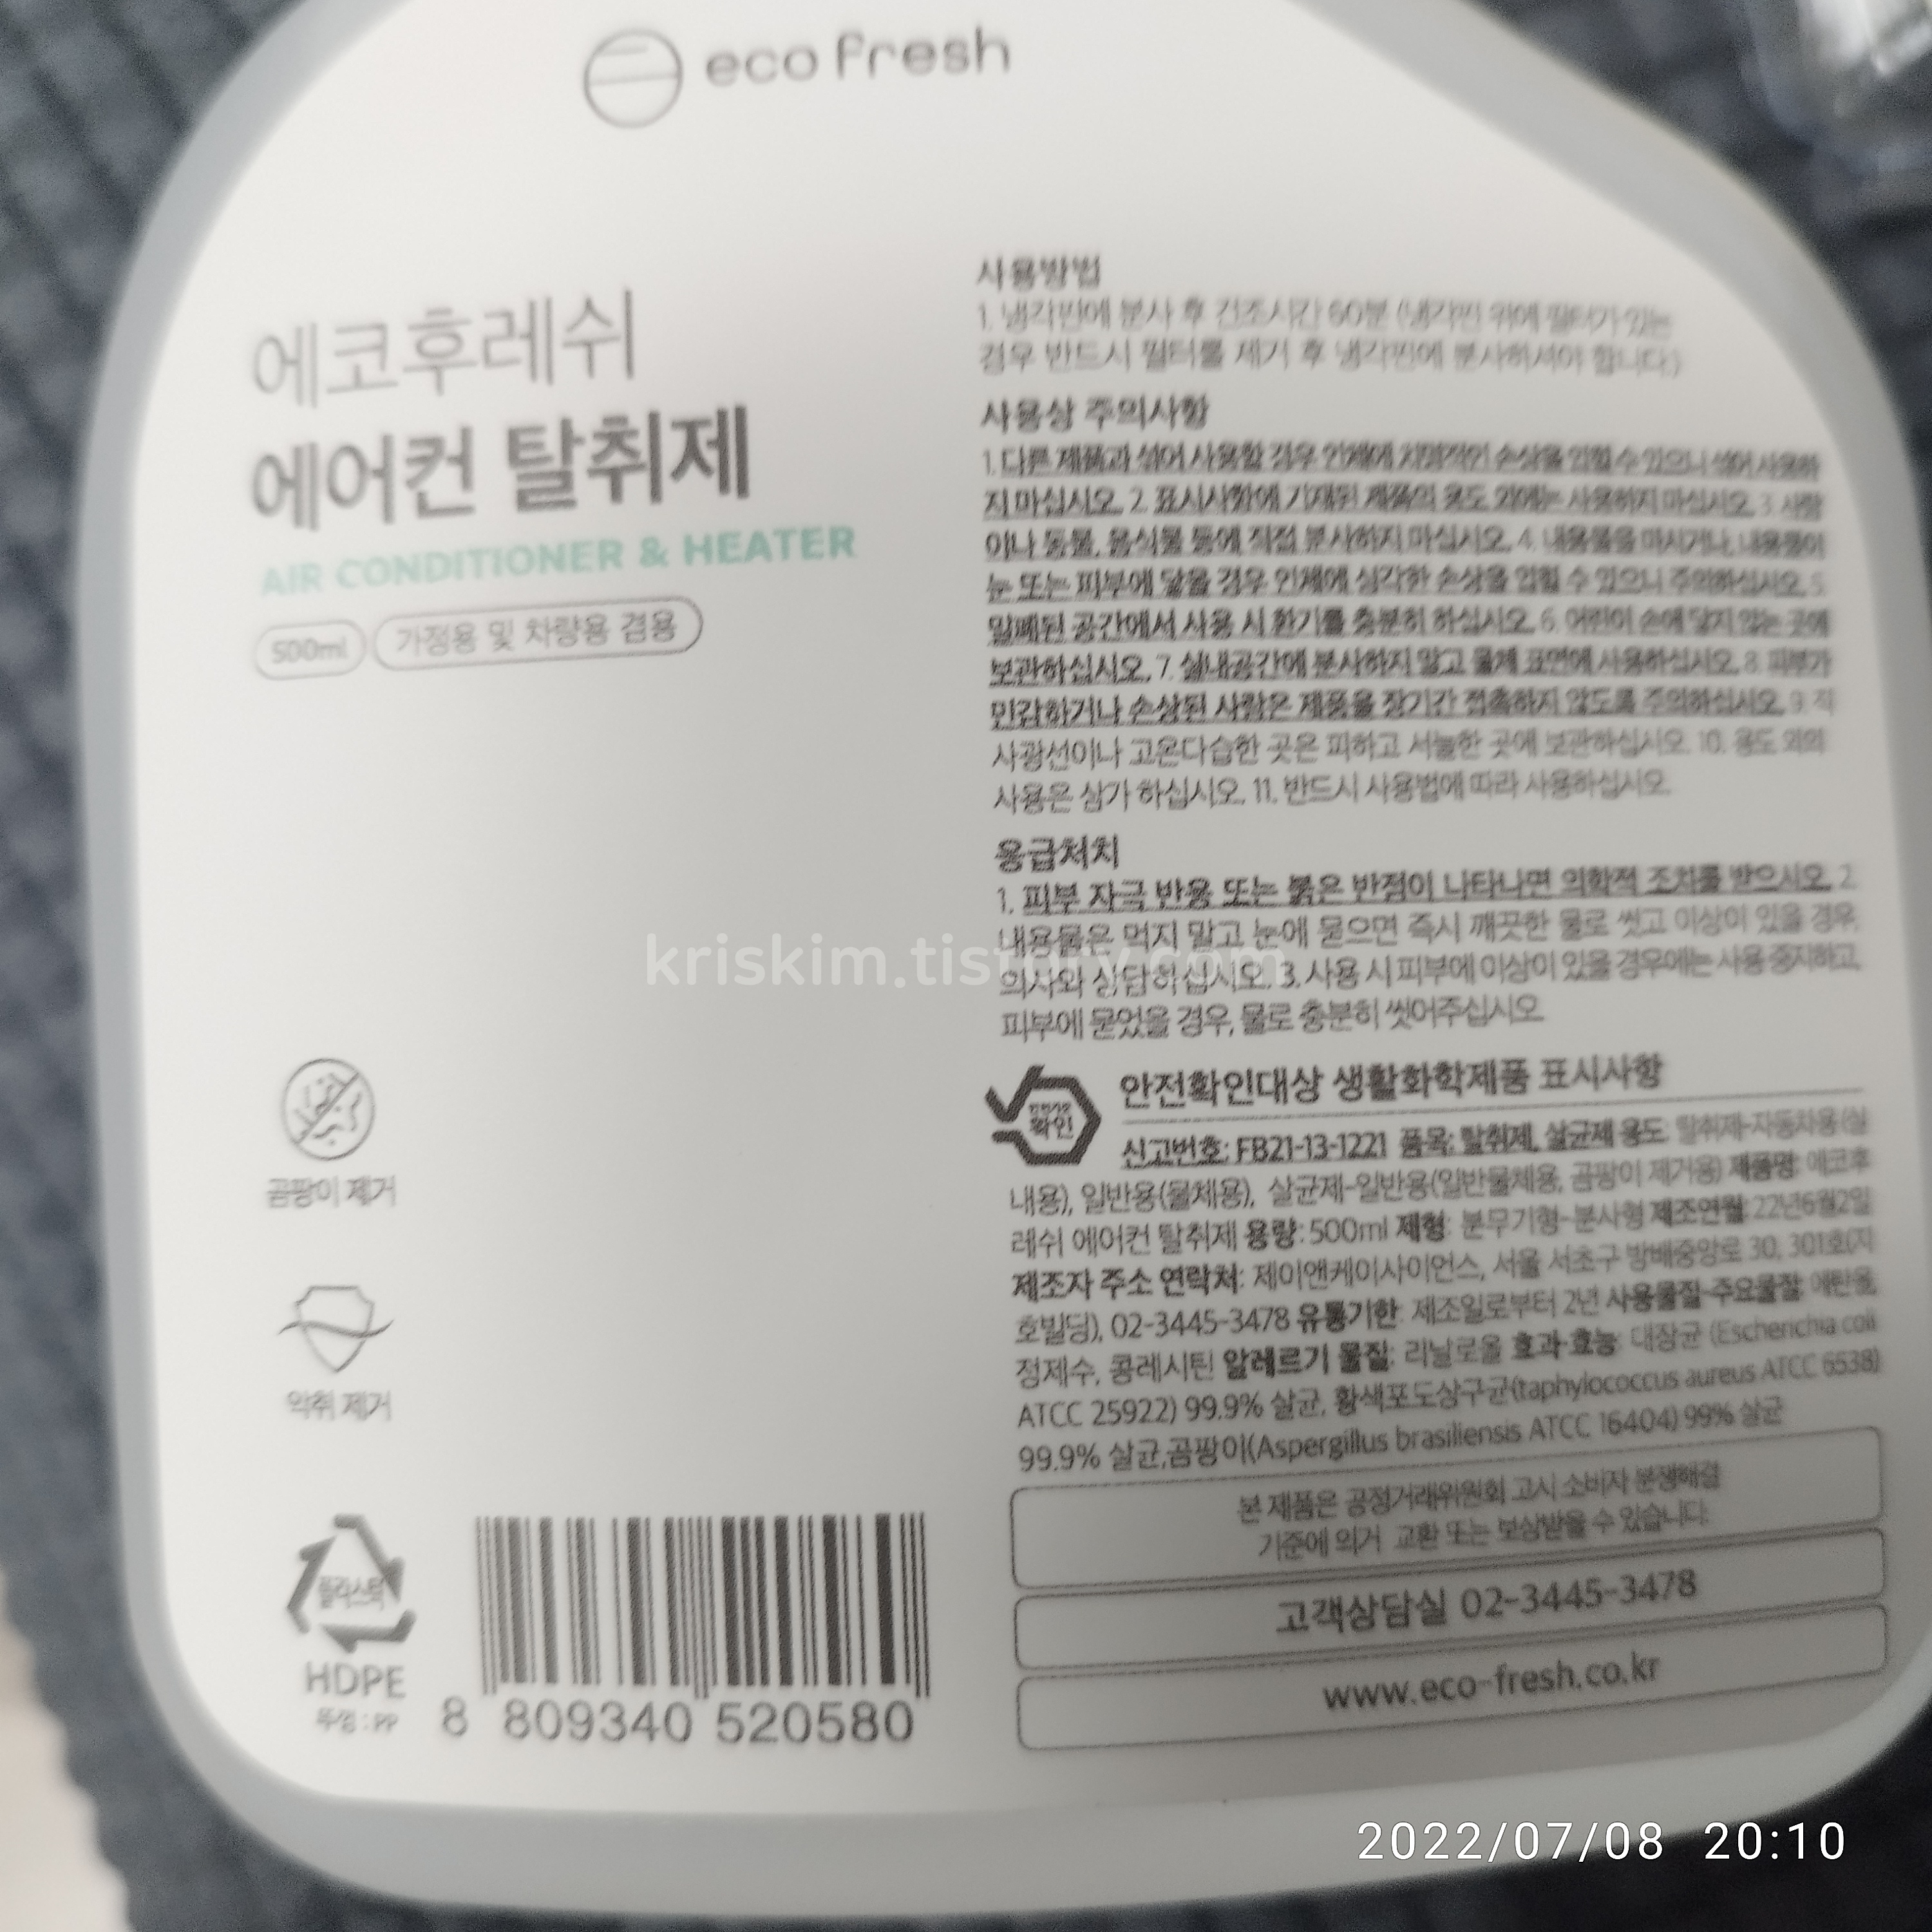 eco fresh
에코후레쉬
에어컨 탈취제
AIR CONDITIONER & HEATER
500ml
가정용 및 차량용 겸용
곰팡이 제거
악취 제거
플라스틱
HDPE
뚜껑 : PP
8 809340 520580
사용방법
1. 냉각핀에 분사 후 건조시간 60분 (냉각핀 위에 필터가 있는
경우 반드시 필터를 제거 후 냉각핀에 분사하셔야 합니다.)
사용상 주의사항
1. 다른 제품과 섞어 사용할 경우 인체에 치명적인 손상을 입힐 수 있으니 섞어 사용하
지 마십시오. 2. 표시사항에 기재된 제품의 용도 외에는 사용하지 마십시오. 3. 사람
이나 동물, 음식물 등에 직접 분사하지 마십시오. 4. 내용물을 마시거나, 내용물이
눈 또는 피부에 닿을 경우 인체에 심각한 손상을 입힐 수 있으니 주의하십시오. 5.
밀폐된 공간에서 사용 시 환기를 충분히 하십시오. 6. 어린이 손에 닿지 않는 곳에
보관하십시오. 7. 실내공간에 분사하지 말고 물체 표면에 사용하십시오. 8. 피부가
민감하거나 손상된 사람은 제품을 장기간 접촉하지 않도록 주의하십시오. 9. 직
사광선이나 고온다습한 곳은 피하고 서늘한 곳에 보관하십시오. 10. 용도 외의
사용은 삼가 하십시오. 11. 반드시 사용법에 따라 사용하십시오.
응급처치
1. 피부 자극 반응 또는 붉은 반점이 나타나면 의학적 조치를 받으시오. 2.
내용물은 먹지 말고 눈에 묻으면 즉시 깨끗한 물로 씻고 이상이 있을 경우,
의사와 상담하십시오. 3. 사용 시 피부에 이상이 있을 경우에는 사용 중지하고,
피부에 묻었을 경우, 물로 충분히 씻어주십시오.
확인
안전확인대상 생활화학제품 표시사항
신고번호: FB21-13-1221 품목: 탈취제, 살균제 용도: 탈취제-자동차용(실
내용), 일반용(물체용), 살균제-일반용(일반물체용, 곰팡이 제거용) 제품명: 에코후
레쉬 에어컨 탈취제 용량: 500ml 제형: 분무기형-분사형 제조연월: 22년6월2일
제조자 주소 연락처: 제이앤케이사이언스, 서울 서초구 방배중앙로 30, 301호(지
호빌딩), 02-3445-3478 유통기한: 제조일로부터 2년 사용물질-주요물질: 에탄올,
정제수, 콩레시틴 알레르기 물질: 리날로올 효과·효능: 대장균 (Escherichia coli
ATCC 25922) 99.9% 살균, 황색포도상구균(taphylococcus aureus ATCC 6538)
99.9% 살균,곰팡이(Aspergillus brasiliensis ATCC 16404) 99% 살균
본 제품은 공정거래위원회 고시 소비자 분쟁해결
기준에 의거 교환 또는 보상받을 수 있습니다.
고객상담실 02-3445-3478
www.eco-fresh.co.kr
kriskim.tistory.com
2022/07/08 20:10